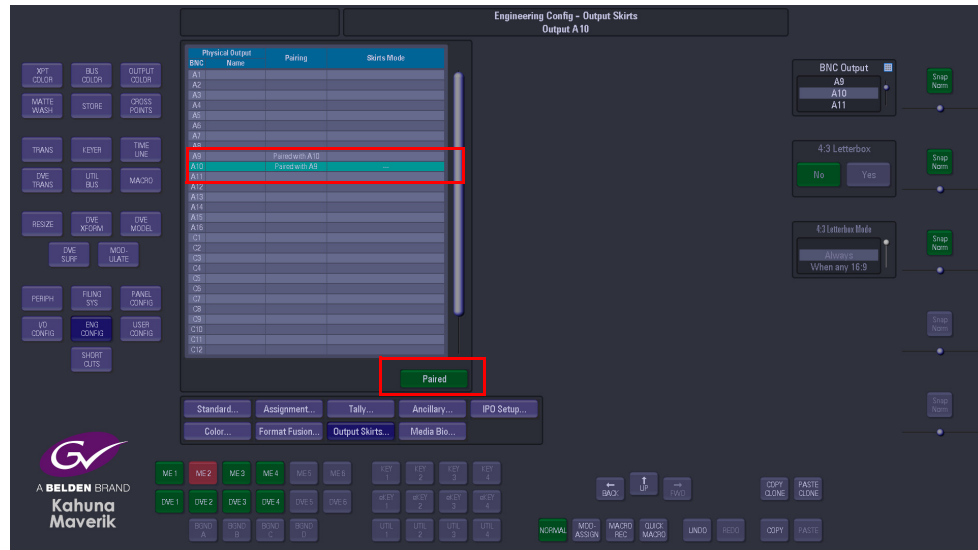 Engineering Config - Output Skirts
Output A10
Physical Output
BNC Name Pairing Skirts Mode
A1
A2
A3
A4
A5
A6
A7
A8
A9 Paired with A10
A10 Paired with A9 ---
A11
A12
A13
A14
A15
A16
C1
C2
C3
C4
C5
C6
C7
C8
C9
C10
C11
C12
Paired
Standard... Assignment... Tally... Ancillary... IPO Setup...
Color... Format Fusion... Output Skirts... Media Bio...
XPT COLOR
BUS COLOR
OUTPUT COLOR
MATTE WASH
STORE
CROSS POINTS
TRANS
KEYER
TIME LINE
DVE TRANS
UTIL BUS
MACRO
RESIZE
DVE XFORM
DVE MODEL
DVE SURF
MOD- ULATE
PERIPH
FILING SYS
PANEL CONFIG
I/O CONFIG
ENG CONFIG
USER CONFIG
SHORT CUTS
BNC Output
A9
A10
A11
Snap Norm
4:3 Letterbox
No Yes
Snap Norm
4:3 Letterbox Mode
Always
When any 16:9
Snap Norm
Snap Norm
Snap Norm
GV
A BELDEN BRAND
Kahuna
Maverik
ME 1 ME 2 ME 3 ME 4 ME 5 ME 6
KEY 1 KEY 2 KEY 3 KEY 4
DVE 1 DVE 2 DVE 3 DVE 4 DVE 5 DVE 6
BGND A BGND B BGND C BGND D
UTIL 1 UTIL 2 UTIL 3 UTIL 4
BACK UP FWD
COPY CLONE PASTE CLONE
NORMAL MOD- ASSIGN MACRO REC QUICK MACRO UNDO REDO COPY PASTE